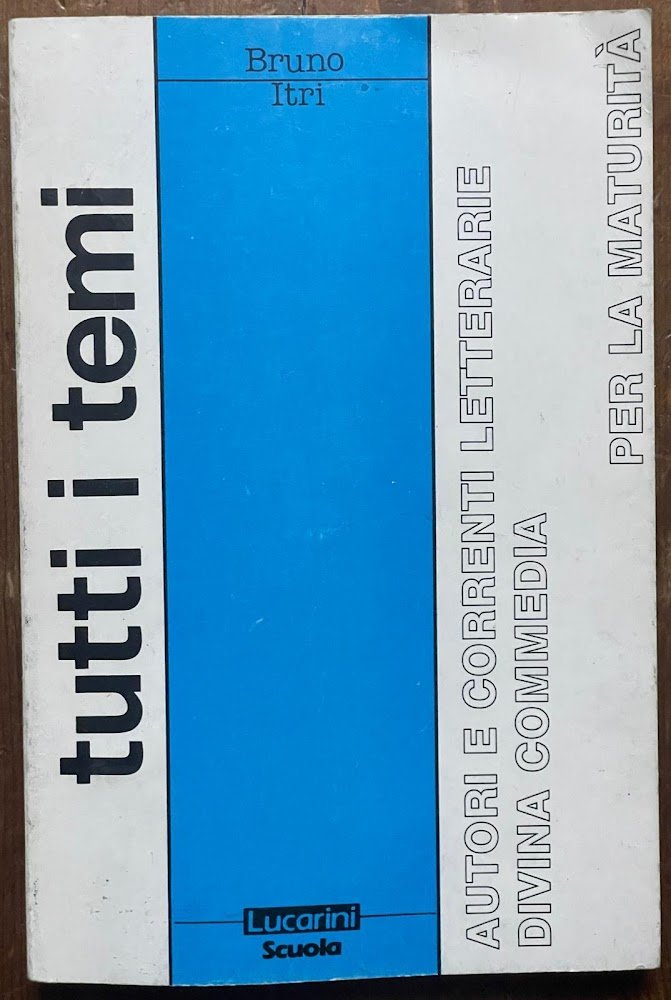 Bruno
Itri
tutti i temi
AUTORI E CORRENTI LETTERARIE
DIVINA COMMEDIA
PER LA MATURITÀ
Lucarini
Scuola